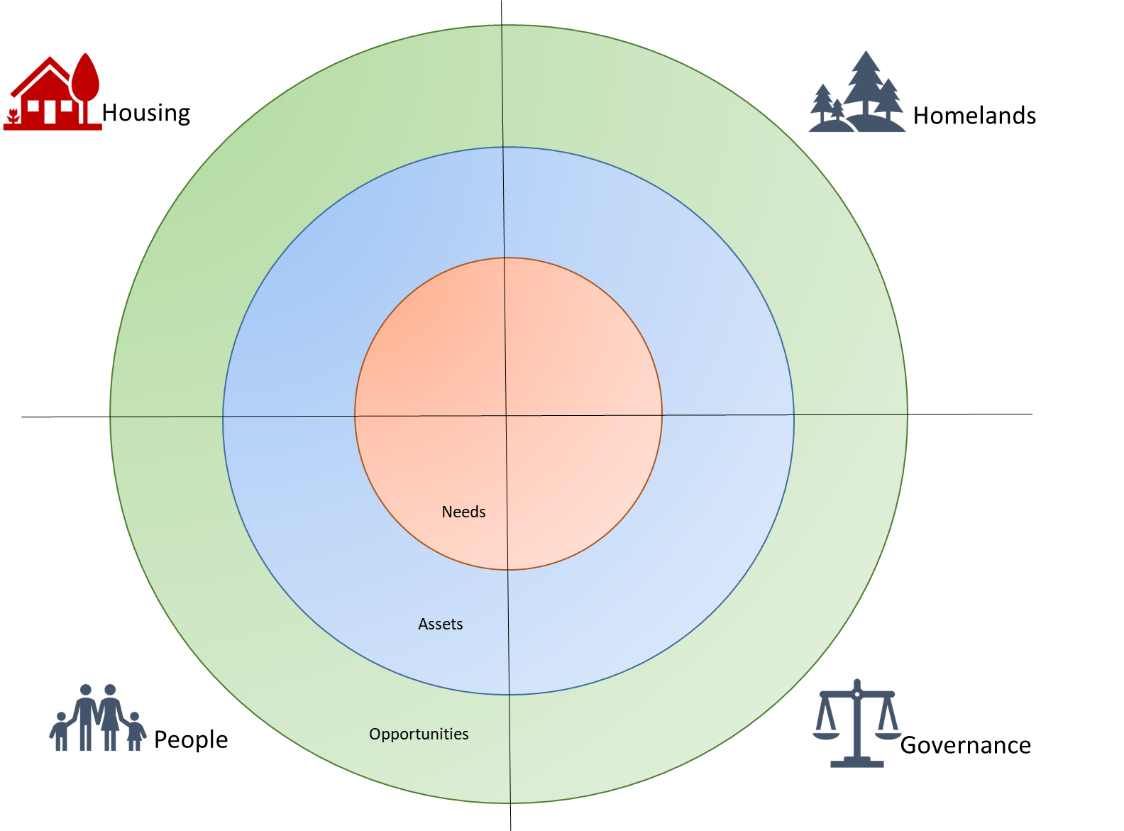 Housing
Homelands
Needs
Assets
Opportunities
People
Governance